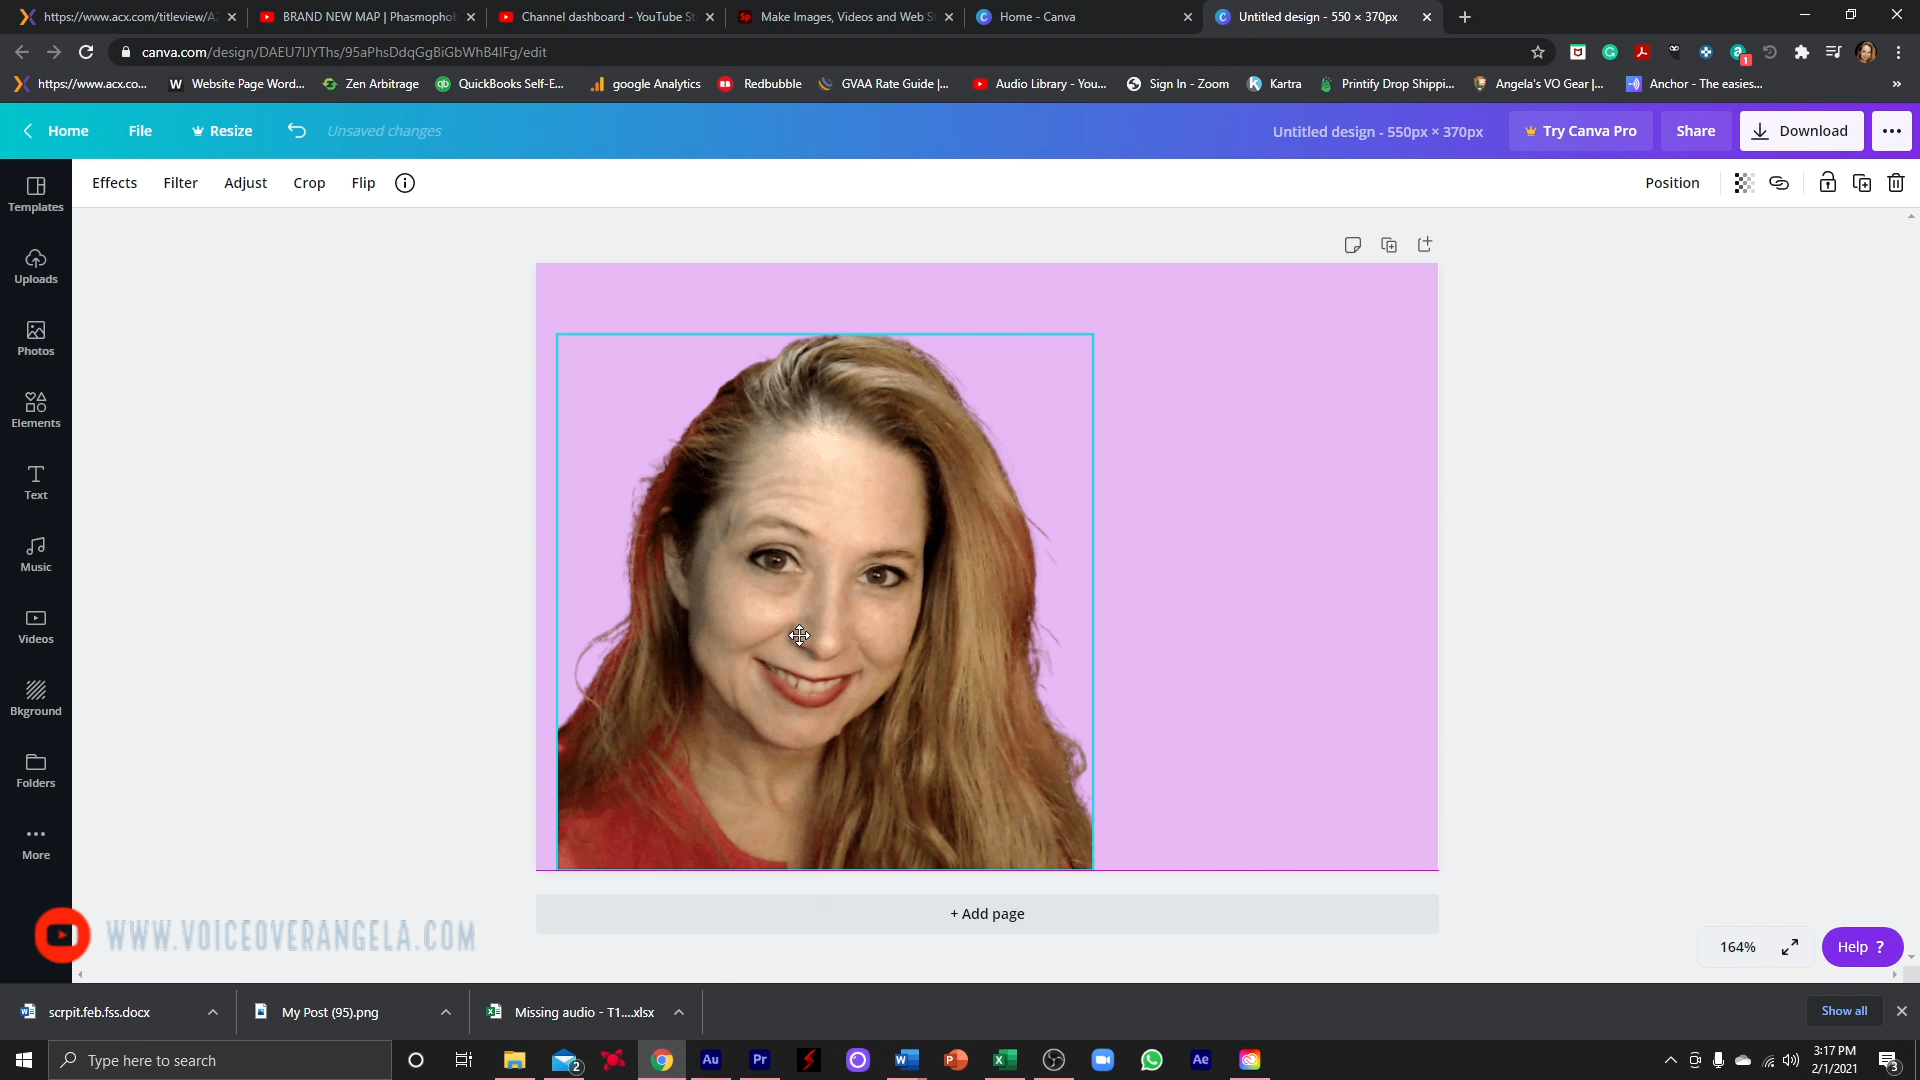 https://www.acx.com/titleview/A
BRAND NEW MAP | Phasmophob
Channel dashboard - YouTube St
Make Images, Videos and Web S
Home - Canva
Untitled design - 550 × 370px
canva.com/design/DAEU7IJYThs/95aPhsDdqGgBiGbWhB4IFg/edit
https://www.acx.co...
Website Page Word...
Zen Arbitrage
QuickBooks Self-E...
google Analytics
Redbubble
GVAA Rate Guide |...
Audio Library - You...
Sign In - Zoom
Kartra
Printify Drop Shippi...
Angela's VO Gear |...
Anchor - The easies...
»
Home
File
Resize
Unsaved changes
Untitled design - 550px × 370px
Try Canva Pro
Share
Download
Effects
Filter
Adjust
Crop
Flip
Position
Templates
Uploads
Photos
Elements
Text
Music
Videos
Bkground
Folders
More
+ Add page
WWW.VOICEOVERANGELA.COM
164%
Help ?
scrpit.feb.fss.docx
My Post (95).png
Missing audio - T1....xlsx
Show all
Type here to search
3:17 PM
2/1/2021